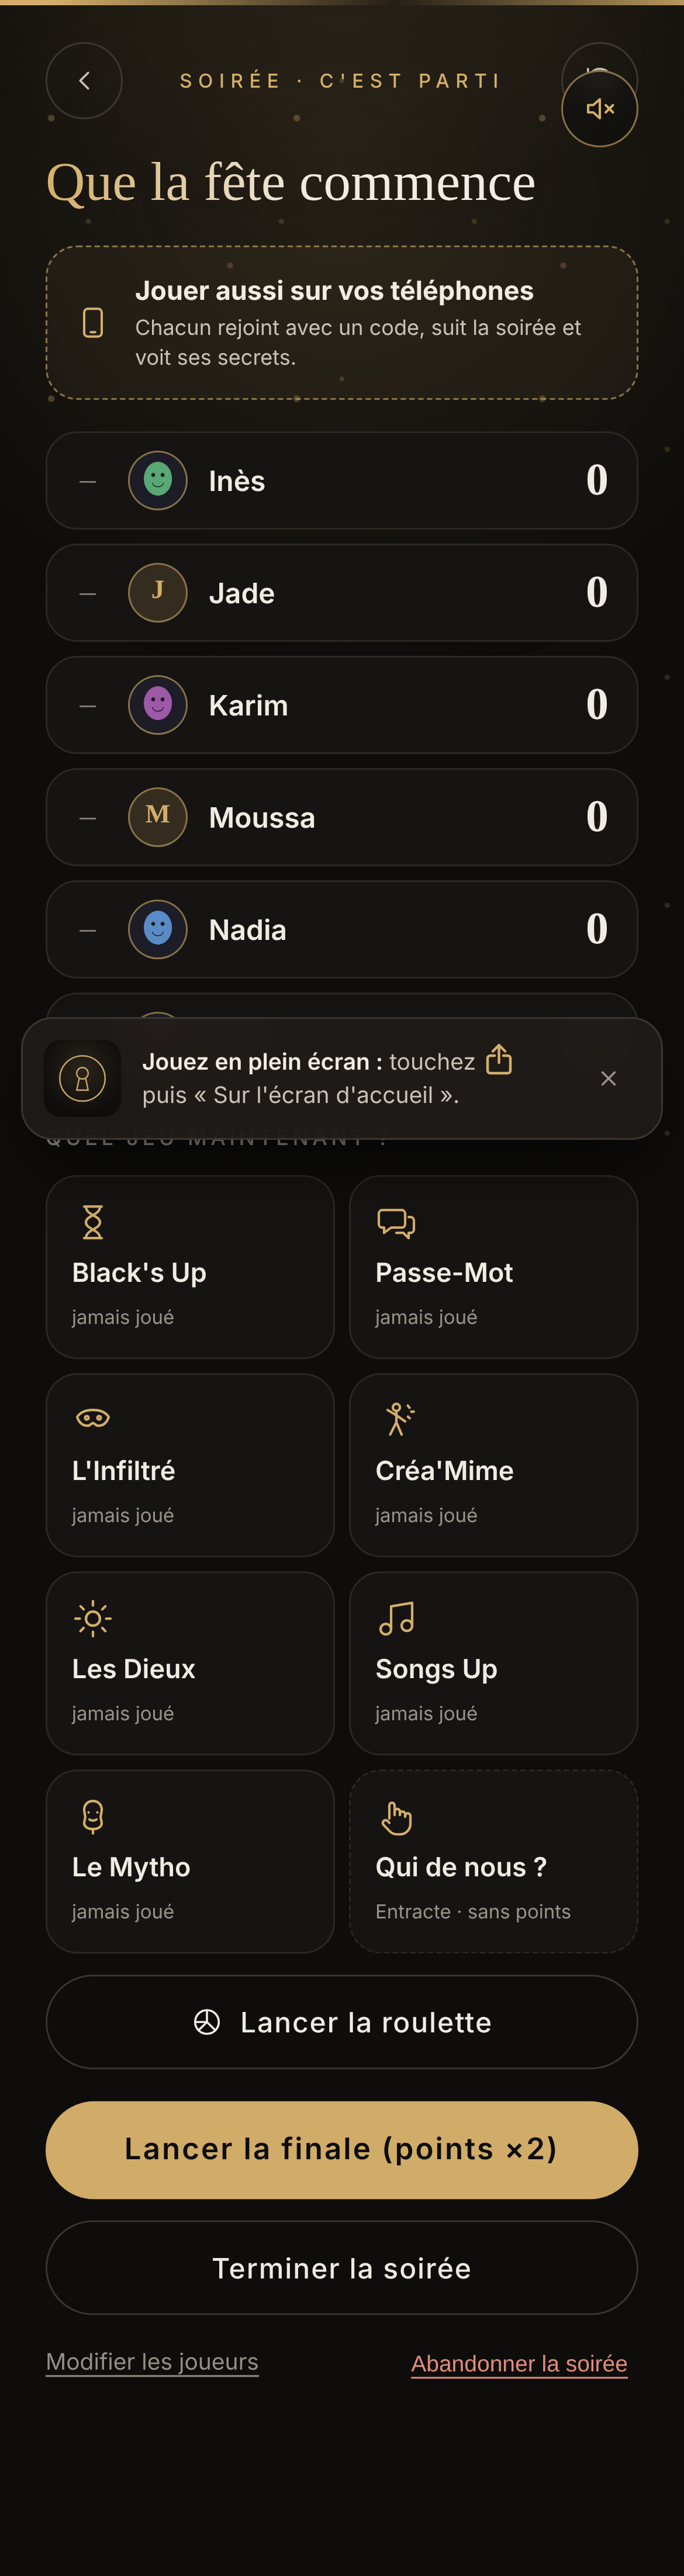 SOIRÉE · C'EST PARTI
Que la fête commence
Jouer aussi sur vos téléphones
Chacun rejoint avec un code, suit la soirée et
voit ses secrets.
– Inès 0
– J Jade 0
– Karim 0
– M Moussa 0
– Nadia 0
Jouez en plein écran : touchez
puis « Sur l'écran d'accueil ».
QUEL JEU MAINTENANT ?
Black's Up
jamais joué
Passe-Mot
jamais joué
L'Infiltré
jamais joué
Créa'Mime
jamais joué
Les Dieux
jamais joué
Songs Up
jamais joué
Le Mytho
jamais joué
Qui de nous ?
Entracte · sans points
Lancer la roulette
Lancer la finale (points ×2)
Terminer la soirée
Modifier les joueurs
Abandonner la soirée